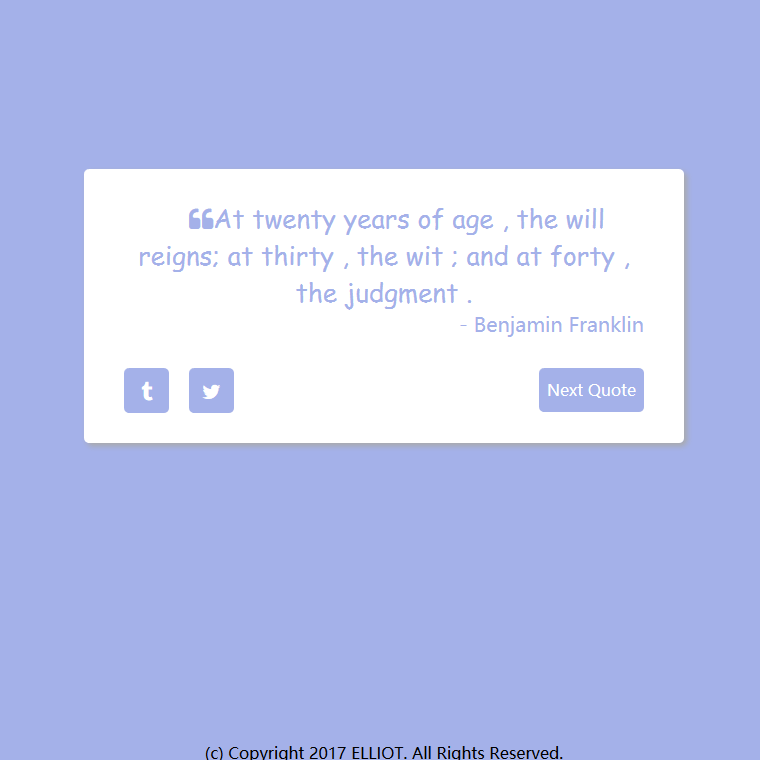 ❝At twenty years of age , the will
reigns; at thirty , the wit ; and at forty ,
the judgment .
- Benjamin Franklin
t
Next Quote
(c) Copyright 2017 ELLIOT. All Rights Reserved.